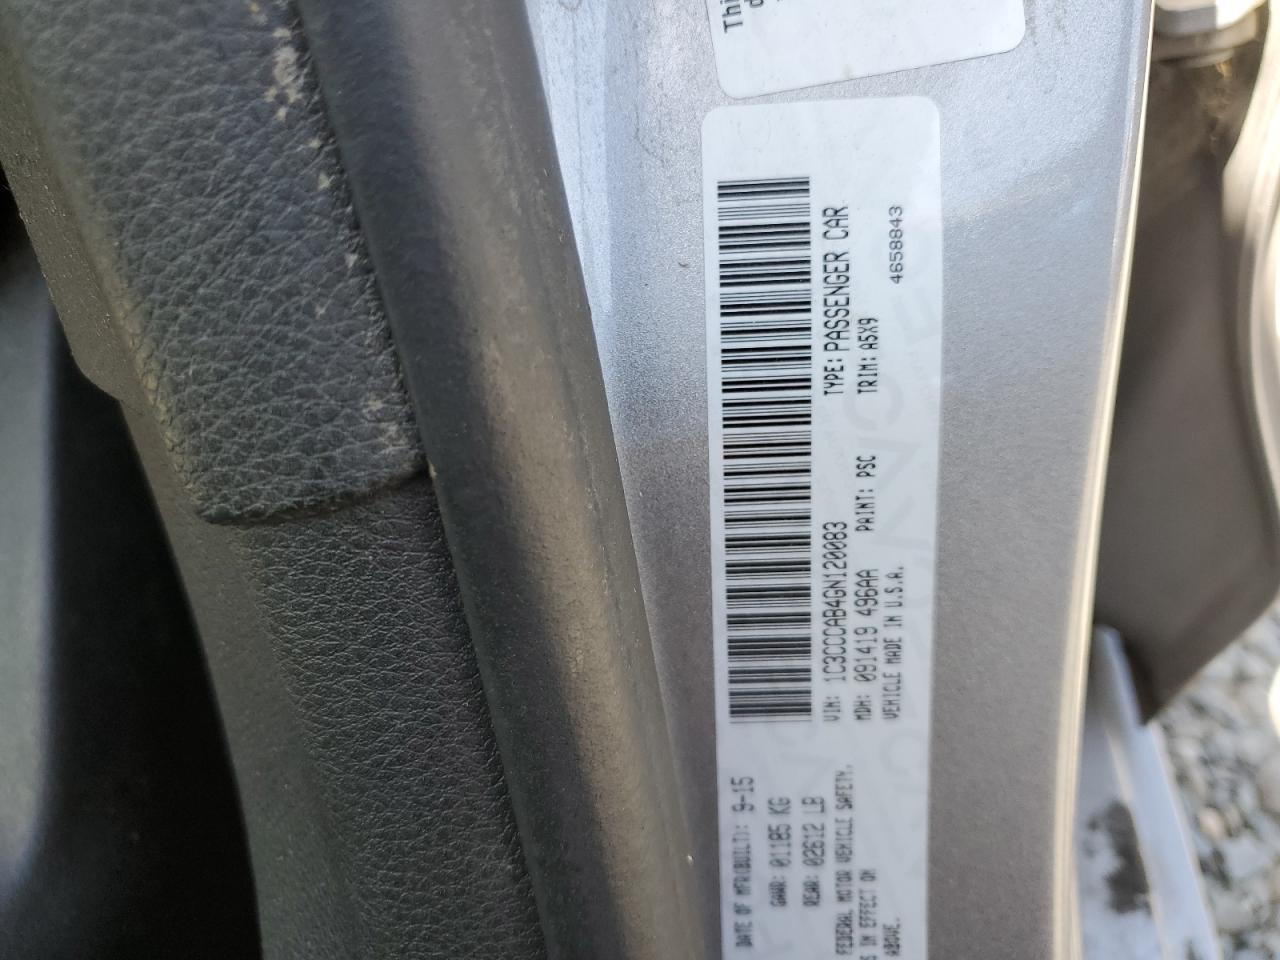 Thi
DATE OF MFR(BUILT): 9-15
GAWR: 01185 KG
REAR: 02612 LB
FEDERAL MOTOR VEHICLE SAFETY,
S IN EFFECT ON
ABOVE.
VIN: 1C3CCCAB4GN120083 TYPE: PASSENGER CAR
MDH: 091419 496AA PAINT: PSC TRIM: A5X9
VEHICLE MADE IN U.S.A. 4658843